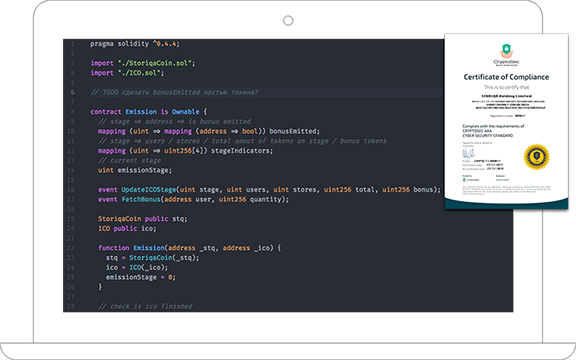 1 pragma solidity ^0.4.4;
2
3 import "./StoriqaCoin.sol";
4 import "./ICO.sol";
5
6 // TODO сделать bonusEmitted частью токена?
7
8 contract Emission is Ownable {
9 // stage => address => is bonus emitted
10 mapping (uint => mapping (address => bool)) bonusEmitted;
11 // stage => users / stores / total amout of tokens on stage / bonus tokens
12 mapping (uint => uint256[4]) stageIndicators;
13 // current stage
14 uint emissionStage;
15
16 event UpdateICOStage(uint stage, uint users, uint stores, uint256 total, uint256 bonus);
17 event FetchBonus(address user, uint256 quantity);
18
19 StoriqaCoin public stq;
20 ICO public ico;
21
22 function Emission(address _stq, address _ico) {
23 stq = StoriqaCoin(_stq);
24 ico = ICO(_ico);
25 emissionStage = 0;
26 }
27
28 // check is ico finished
CryptoSec
Certificate of Compliance
This is to certify that
STORIQA Holding Limited
Complies with the requirements of
CRYPTOSEC AAA
CYBER SECURITY STANDARD